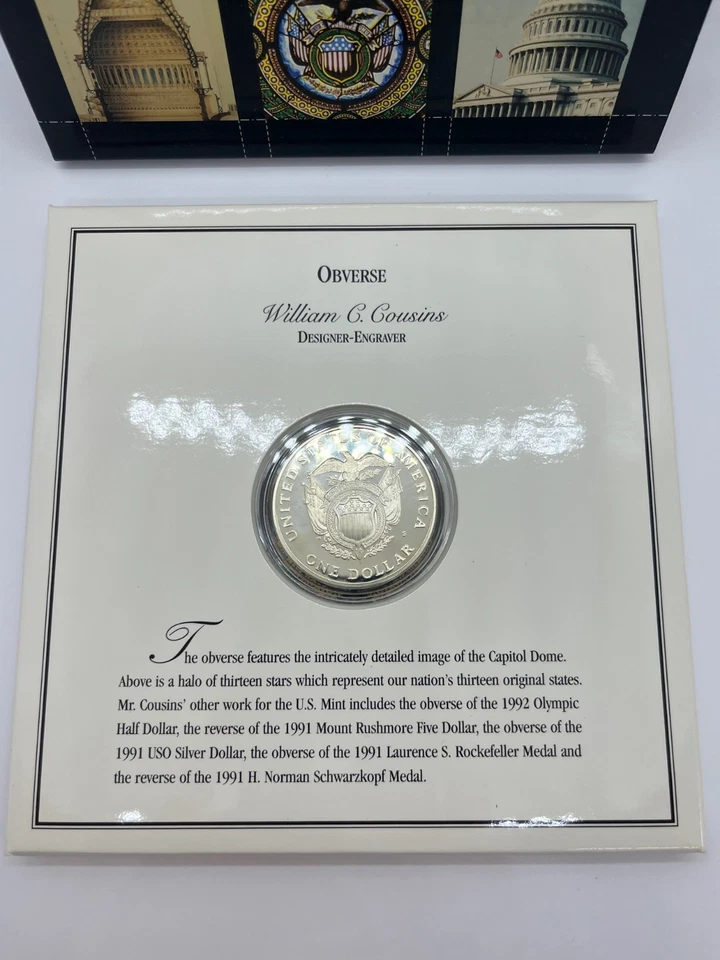 OBVERSE
William C. Cousins
DESIGNER-ENGRAVER
UNITED STATES OF AMERICA
S
ONE DOLLAR
The obverse features the intricately detailed image of the Capitol Dome.
Above is a halo of thirteen stars which represent our nation's thirteen original states.
Mr. Cousins' other work for the U.S. Mint includes the obverse of the 1992 Olympic
Half Dollar, the reverse of the 1991 Mount Rushmore Five Dollar, the obverse of the
1991 USO Silver Dollar, the obverse of the 1991 Laurence S. Rockefeller Medal and
the reverse of the 1991 H. Norman Schwarzkopf Medal.